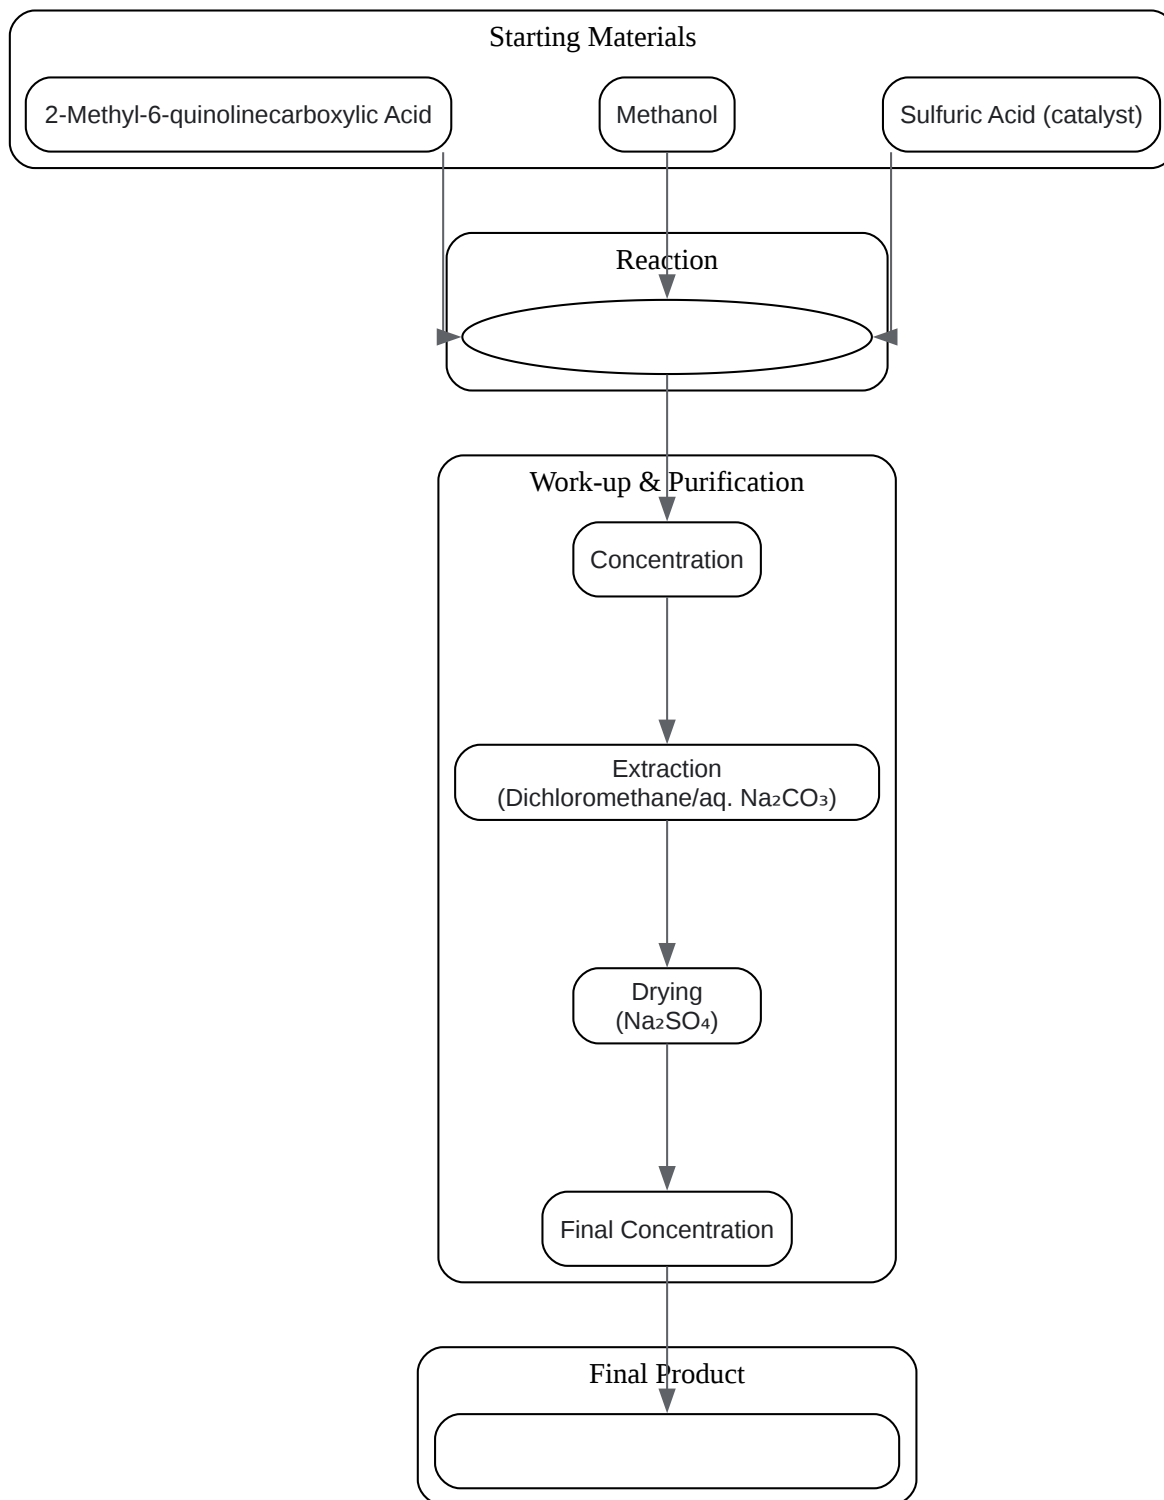 Starting Materials
2-Methyl-6-quinolinecarboxylic Acid
Methanol
Sulfuric Acid (catalyst)
Reaction
Work-up & Purification
Concentration
Extraction
(Dichloromethane/aq. Na₂CO₃)
Drying
(Na₂SO₄)
Final Concentration
Final Product